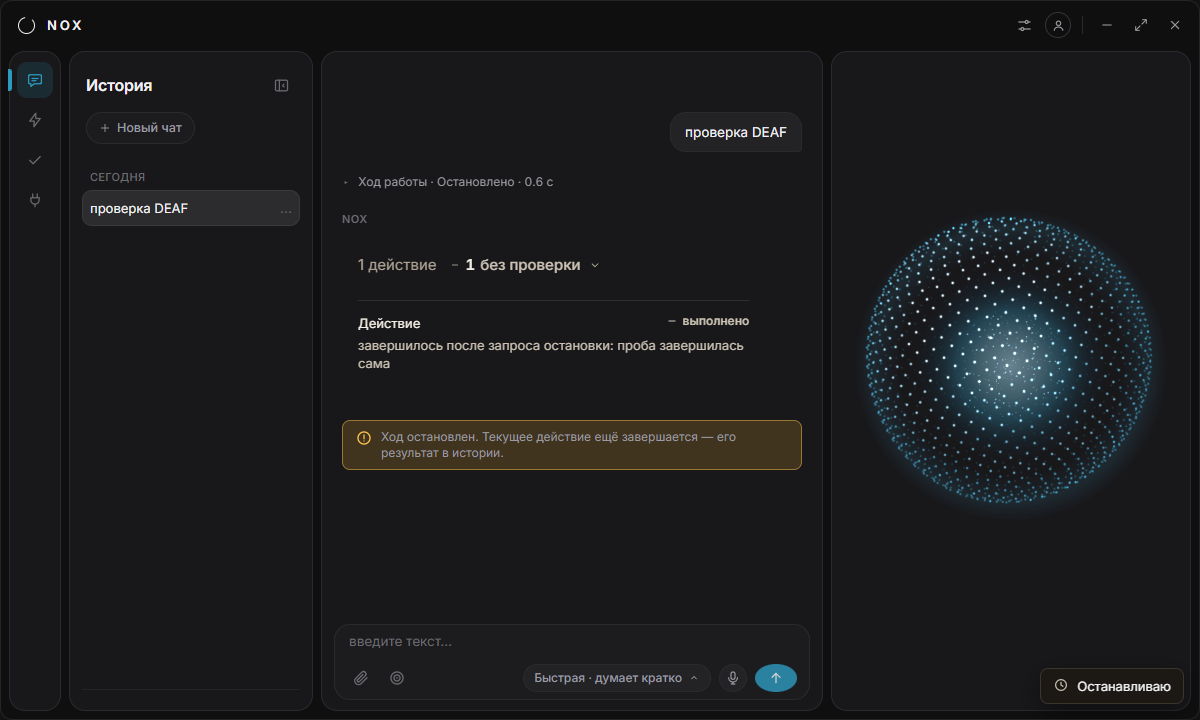 NOX
История
+ Новый чат
СЕГОДНЯ
проверка DEAF
...
проверка DEAF
Ход работы · Остановлено · 0.6 с
NOX
1 действие – 1 без проверки
Действие
– выполнено
завершилось после запроса остановки: проба завершилась
сама
Ход остановлен. Текущее действие ещё завершается — его
результат в истории.
введите текст...
Быстрая · думает кратко
Останавливаю